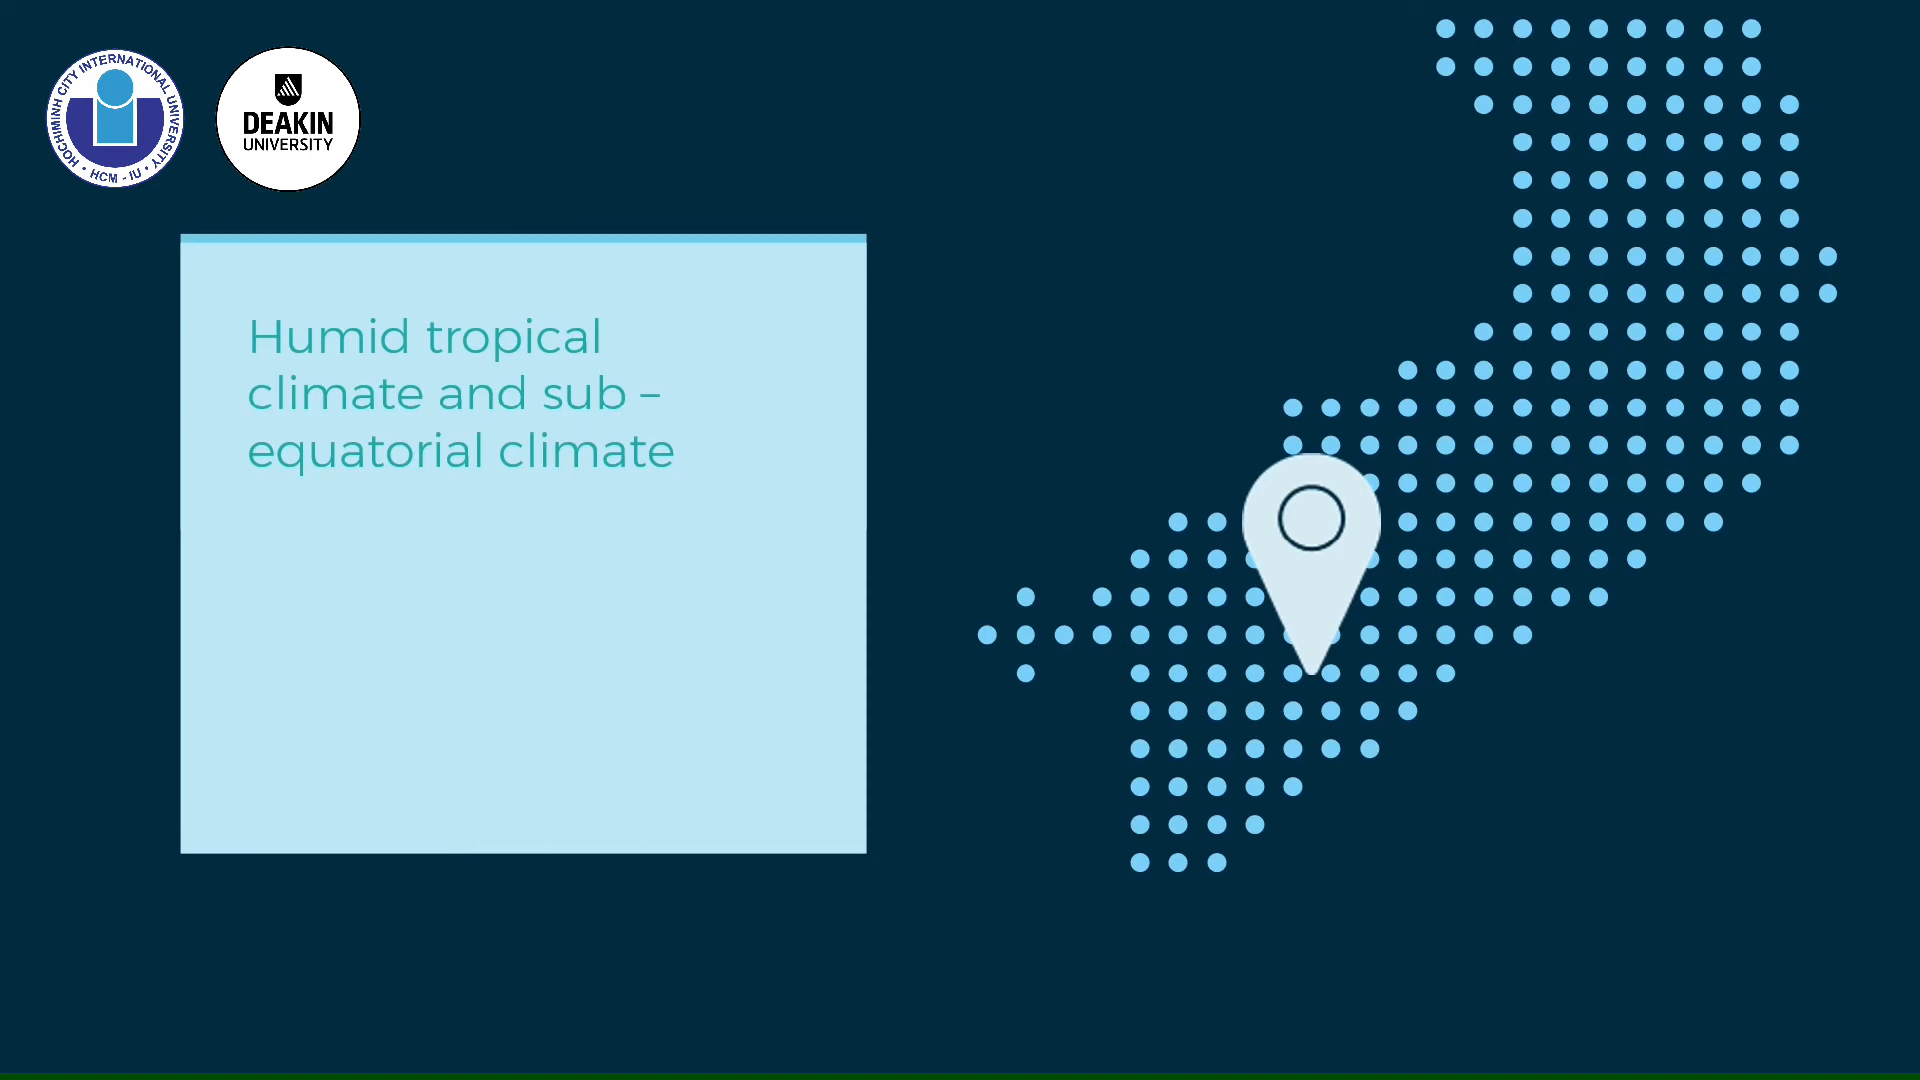 HOCHIMINH CITY INTERNATIONAL UNIVERSITY
• HCM - IU •
DEAKIN
UNIVERSITY
Humid tropical
climate and sub –
equatorial climate